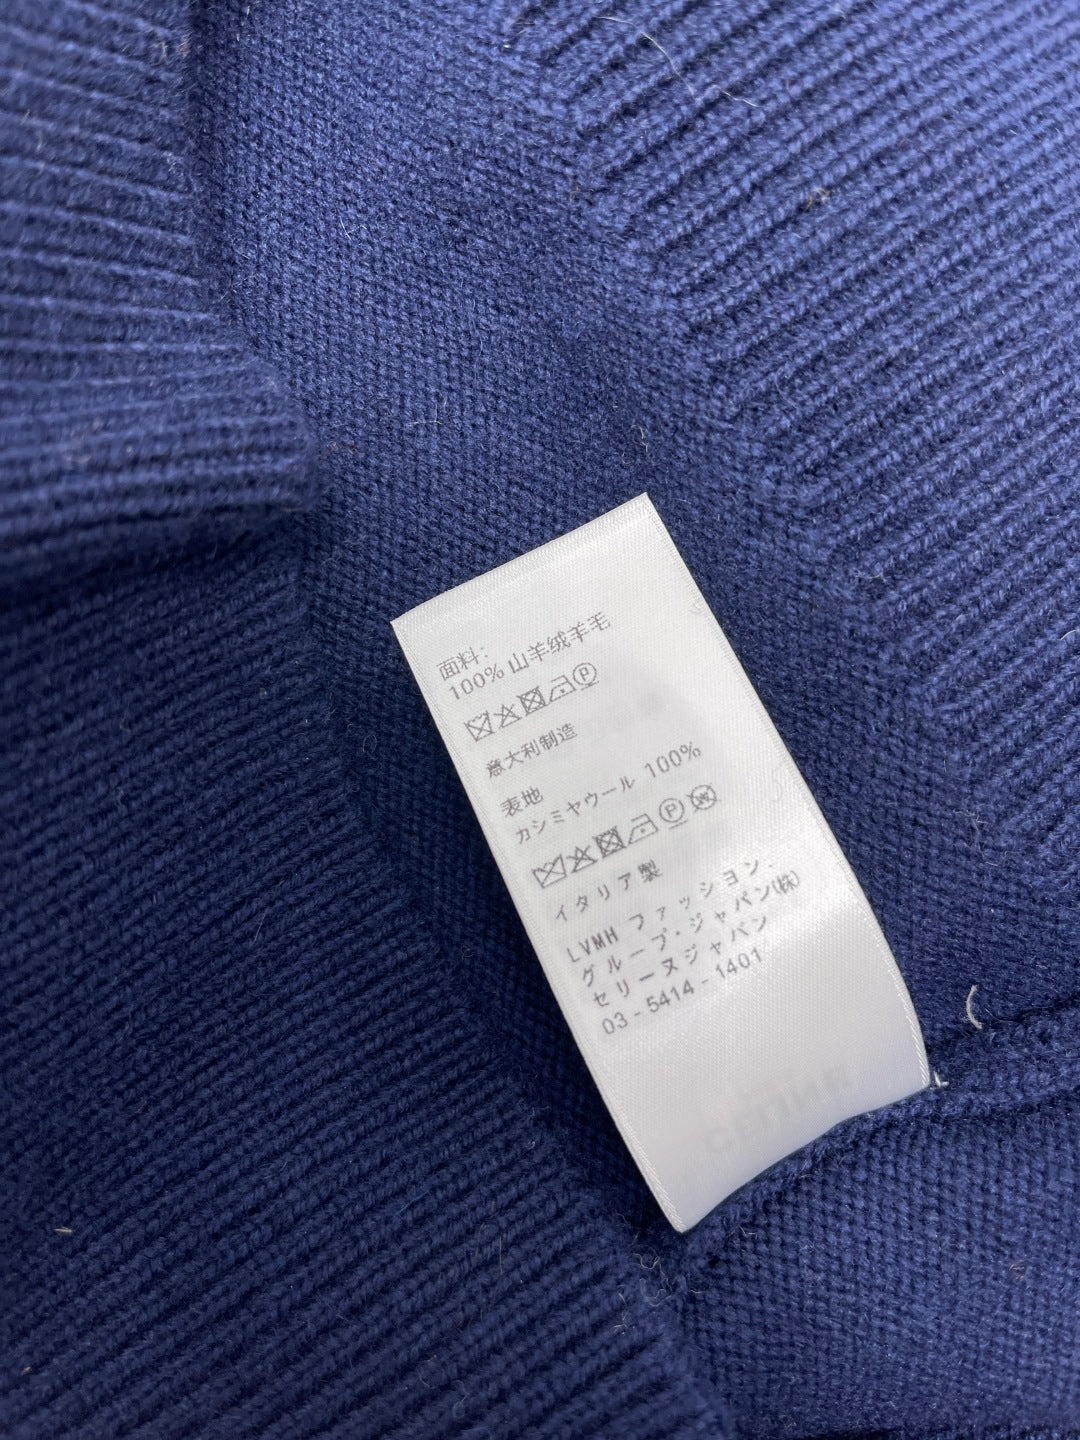 面料:
100% 山羊绒羊毛
意大利制造
表地
カシミヤウール 100%
イタリア製
LVMH ファッション・
グループ・ジャパン(株)
セリーヌジャパン
03 - 5414 - 1401